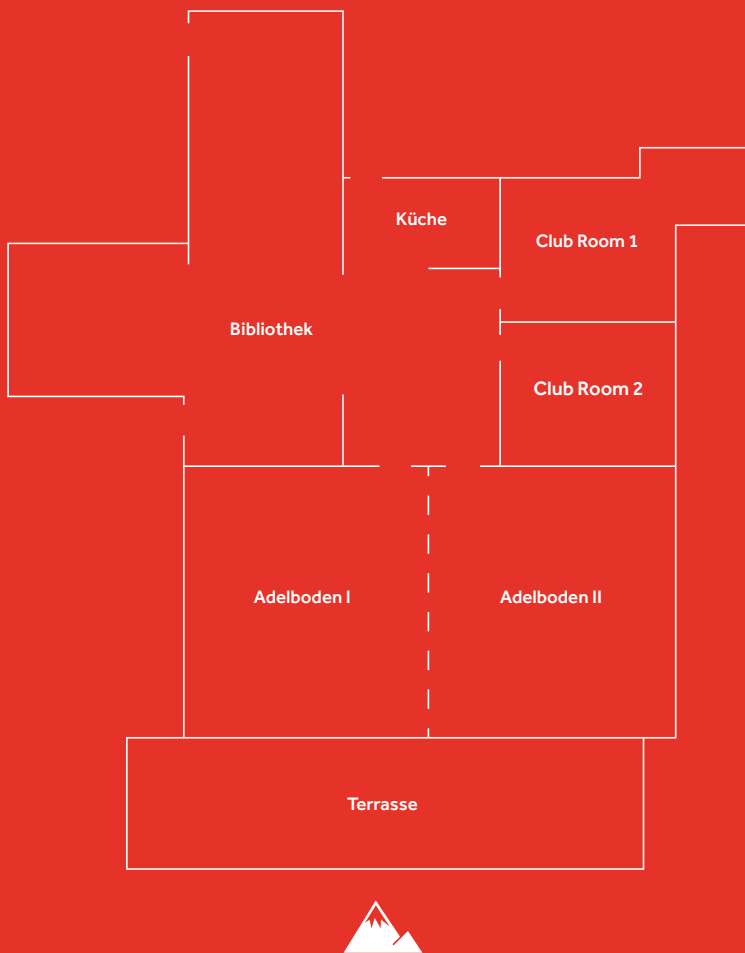 Küche
Club Room 1
Bibliothek
Club Room 2
Adelboden I
Adelboden II
Terrasse